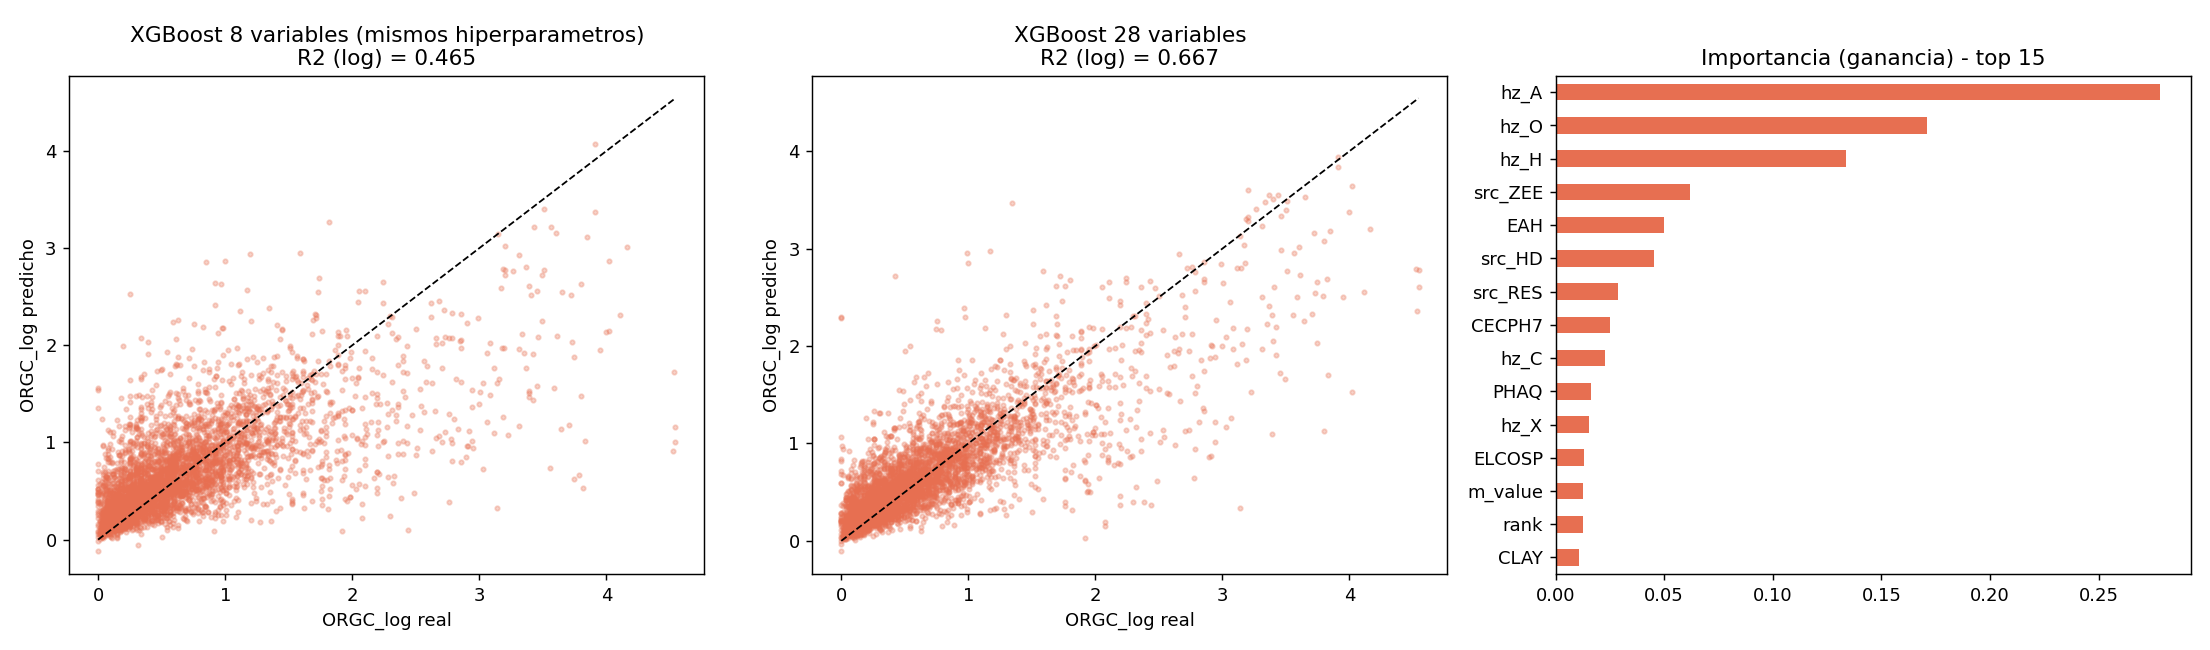 XGBoost 8 variables (mismos hiperparametros)
R2 (log) = 0.465
ORGC_log predicho
4
3
2
1
0
0 1 2 3 4
ORGC_log real
XGBoost 28 variables
R2 (log) = 0.667
ORGC_log predicho
4
3
2
1
0
0 1 2 3 4
ORGC_log real
Importancia (ganancia) - top 15
hz_A
hz_O
hz_H
src_ZEE
EAH
src_HD
src_RES
CECPH7
hz_C
PHAQ
hz_X
ELCOSP
m_value
rank
CLAY
0.00 0.05 0.10 0.15 0.20 0.25